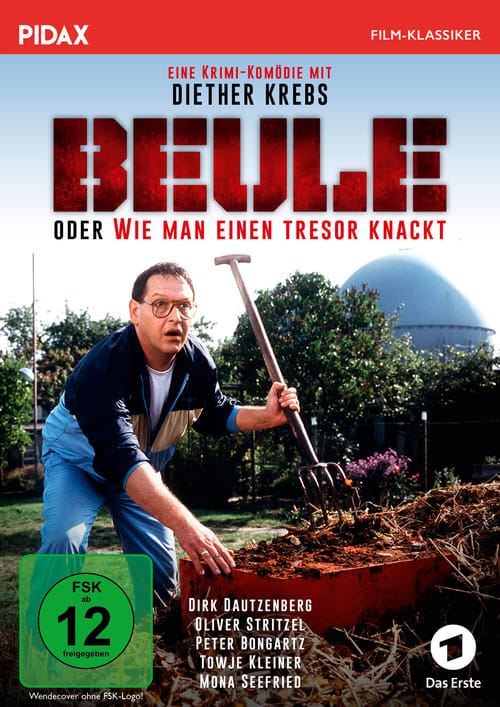 PIDAX
FILM-KLASSIKER
EINE KRIMI-KOMÖDIE MIT
DIETHER KREBS
BEULE
ODER WIE MAN EINEN TRESOR KNACKT
DIRK DAUTZENBERG
OLIVER STRITZEL
PETER BONGARTZ
TOWJE KLEINER
MONA SEEFRIED
FSK
ab
12
freigegeben
Wendecover ohne FSK-Logo!
1
Das Erste